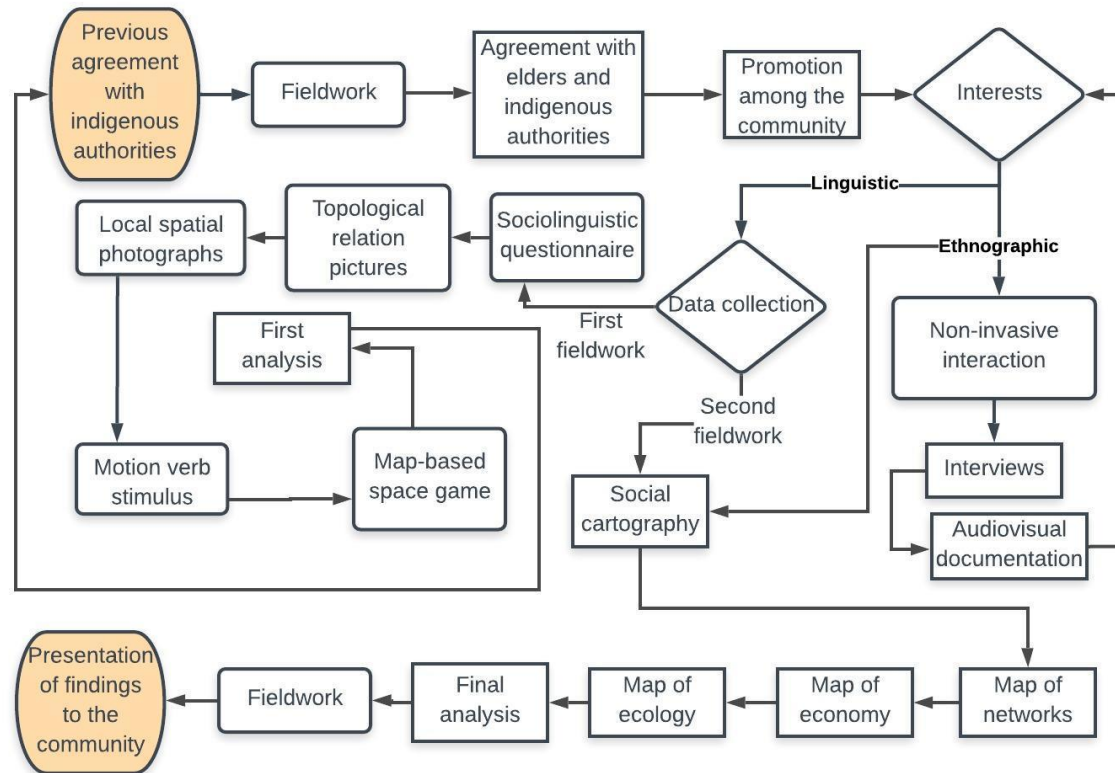 Previous
agreement
with
indigenous
authorities
Fieldwork
Agreement with
elders and
indigenous
authorities
Promotion
among the
community
Interests
Linguistic
Ethnographic
Local spatial
photographs
Topological
relation
pictures
Sociolinguistic
questionnaire
Data collection
First
fieldwork
Second
fieldwork
Non-invasive
interaction
First
analysis
Motion verb
stimulus
Map-based
space game
Interviews
Social
cartography
Audiovisual
documentation
Presentation
of findings
to the
community
Fieldwork
Final
analysis
Map of
ecology
Map of
economy
Map of
networks